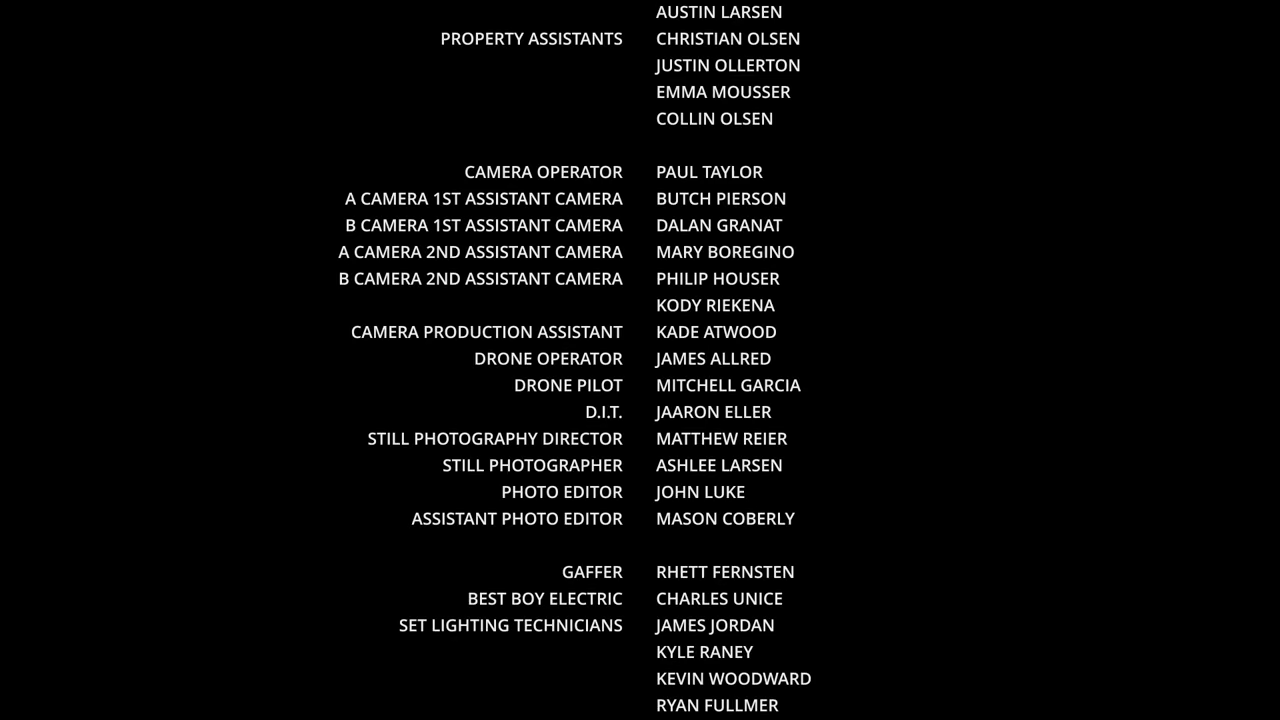 AUSTIN LARSEN
PROPERTY ASSISTANTS CHRISTIAN OLSEN
JUSTIN OLLERTON
EMMA MOUSSER
COLLIN OLSEN
CAMERA OPERATOR PAUL TAYLOR
A CAMERA 1ST ASSISTANT CAMERA BUTCH PIERSON
B CAMERA 1ST ASSISTANT CAMERA DALAN GRANAT
A CAMERA 2ND ASSISTANT CAMERA MARY BOREGINO
B CAMERA 2ND ASSISTANT CAMERA PHILIP HOUSER
KODY RIEKENA
CAMERA PRODUCTION ASSISTANT KADE ATWOOD
DRONE OPERATOR JAMES ALLRED
DRONE PILOT MITCHELL GARCIA
D.I.T. JAARON ELLER
STILL PHOTOGRAPHY DIRECTOR MATTHEW REIER
STILL PHOTOGRAPHER ASHLEE LARSEN
PHOTO EDITOR JOHN LUKE
ASSISTANT PHOTO EDITOR MASON COBERLY
GAFFER RHETT FERNSTEN
BEST BOY ELECTRIC CHARLES UNICE
SET LIGHTING TECHNICIANS JAMES JORDAN
KYLE RANEY
KEVIN WOODWARD
RYAN FULLMER